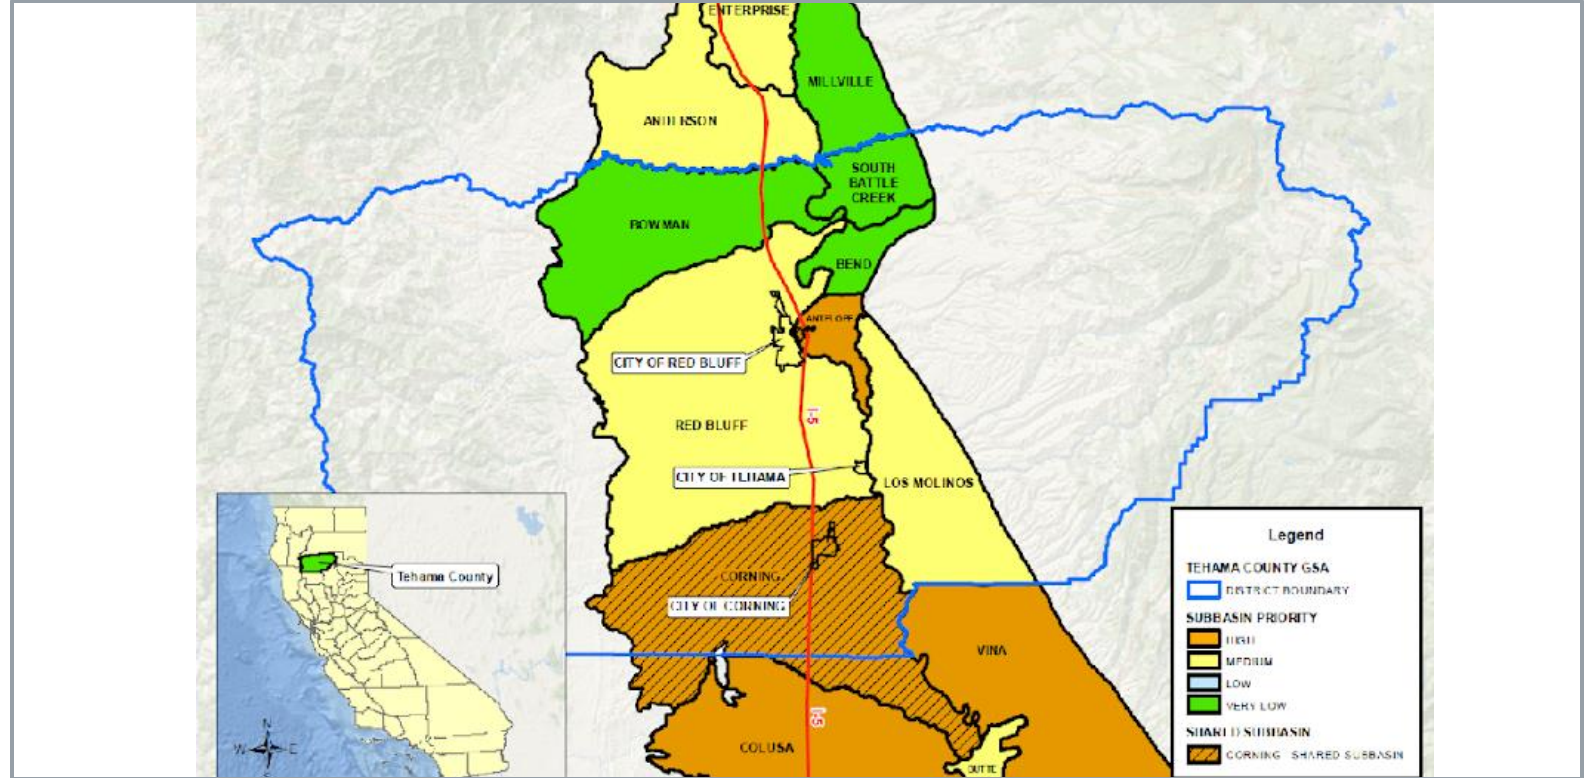 ENTERPRISE
MILLVILLE
ANDERSON
SOUTH
BATTLE
CREEK
BOWMAN
BEND
ANTELOPE
CITY OF RED BLUFF
I-5
RED BLUFF
CITY OF TEHAMA
LOS MOLINOS
CORNING
CITY OF CORNING
VINA
I-5
COLUSA
BUTTE
Tehama County
N
W E
S
Legend
TEHAMA COUNTY GSA
DISTRICT BOUNDARY
SUBBASIN PRIORITY
HIGH
MEDIUM
LOW
VERY LOW
SHARED SUBBASIN
CORNING SHARED SUBBASIN